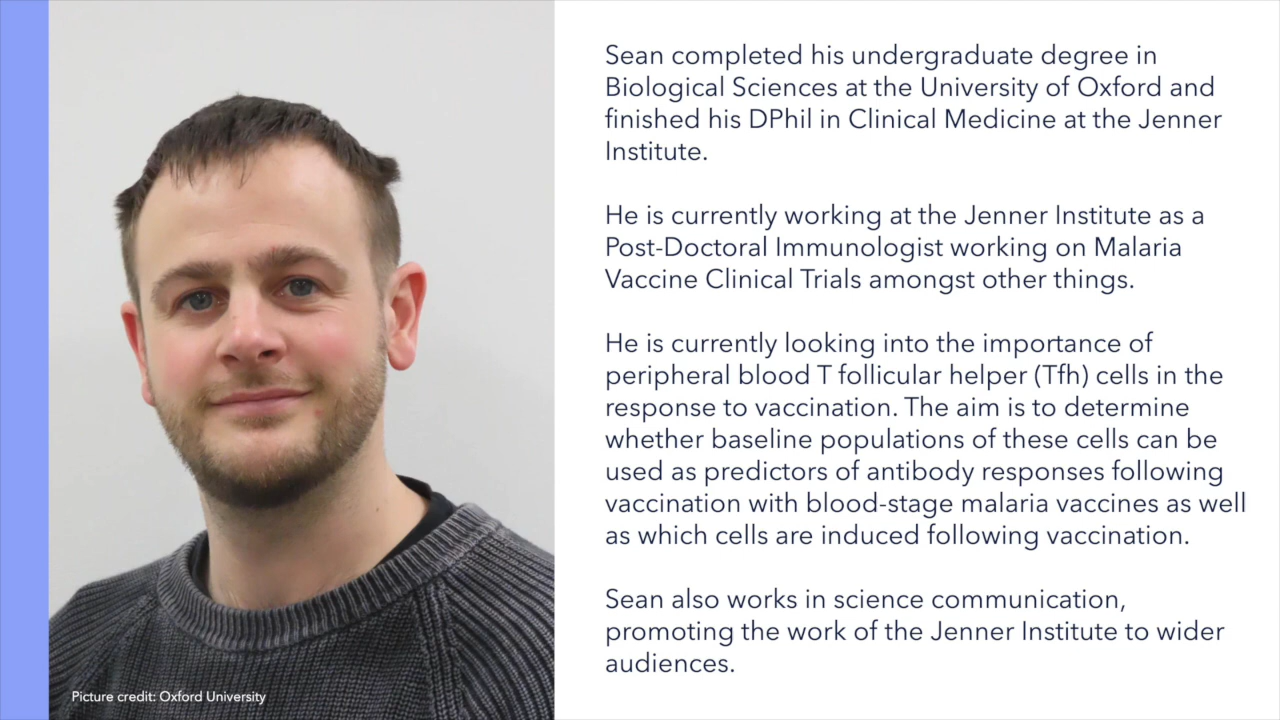 Sean completed his undergraduate degree in
Biological Sciences at the University of Oxford and
finished his DPhil in Clinical Medicine at the Jenner
Institute.
He is currently working at the Jenner Institute as a
Post-Doctoral Immunologist working on Malaria
Vaccine Clinical Trials amongst other things.
He is currently looking into the importance of
peripheral blood T follicular helper (Tfh) cells in the
response to vaccination. The aim is to determine
whether baseline populations of these cells can be
used as predictors of antibody responses following
vaccination with blood-stage malaria vaccines as well
as which cells are induced following vaccination.
Sean also works in science communication,
promoting the work of the Jenner Institute to wider
audiences.
Picture credit: Oxford University